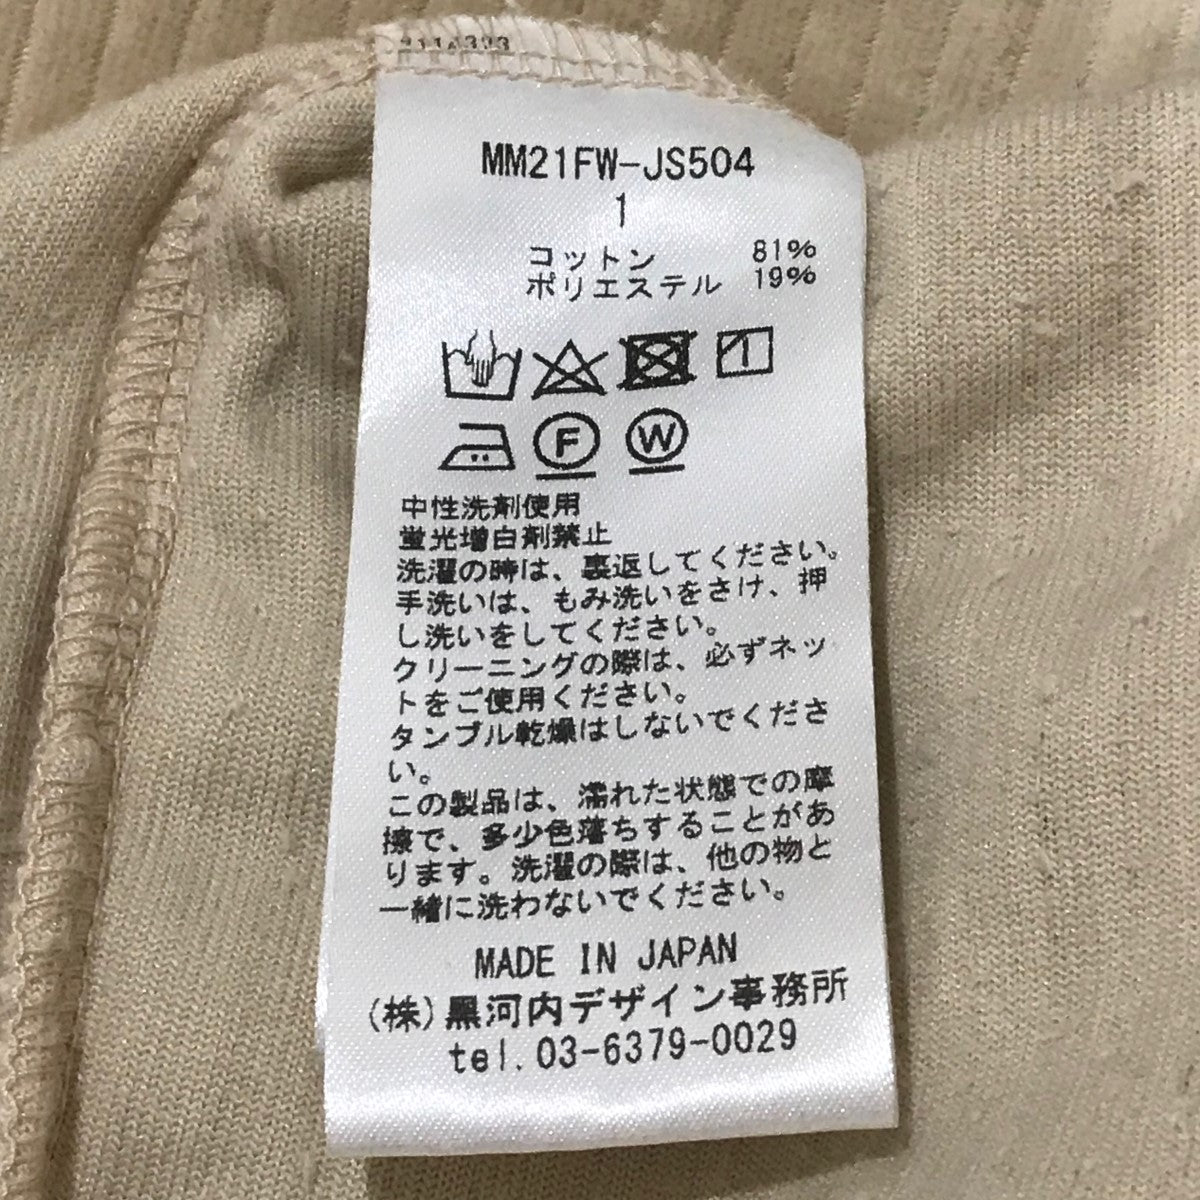 MM21FW-JS504
1
コットン 81%
ポリエステル 19%
F W
中性洗剤使用
蛍光増白剤禁止
洗濯の時は、裏返してください。
手洗いは、もみ洗いをさけ、押
し洗いをしてください。
クリーニングの際は、必ずネッ
トをご使用ください。
タンブル乾燥はしないでくださ
い。
この製品は、濡れた状態での摩
擦で、多少色落ちすることがあ
ります。洗濯の際は、他の物と
一緒に洗わないでください。
MADE IN JAPAN
(株)黒河内デザイン事務所
tel.03-6379-0029